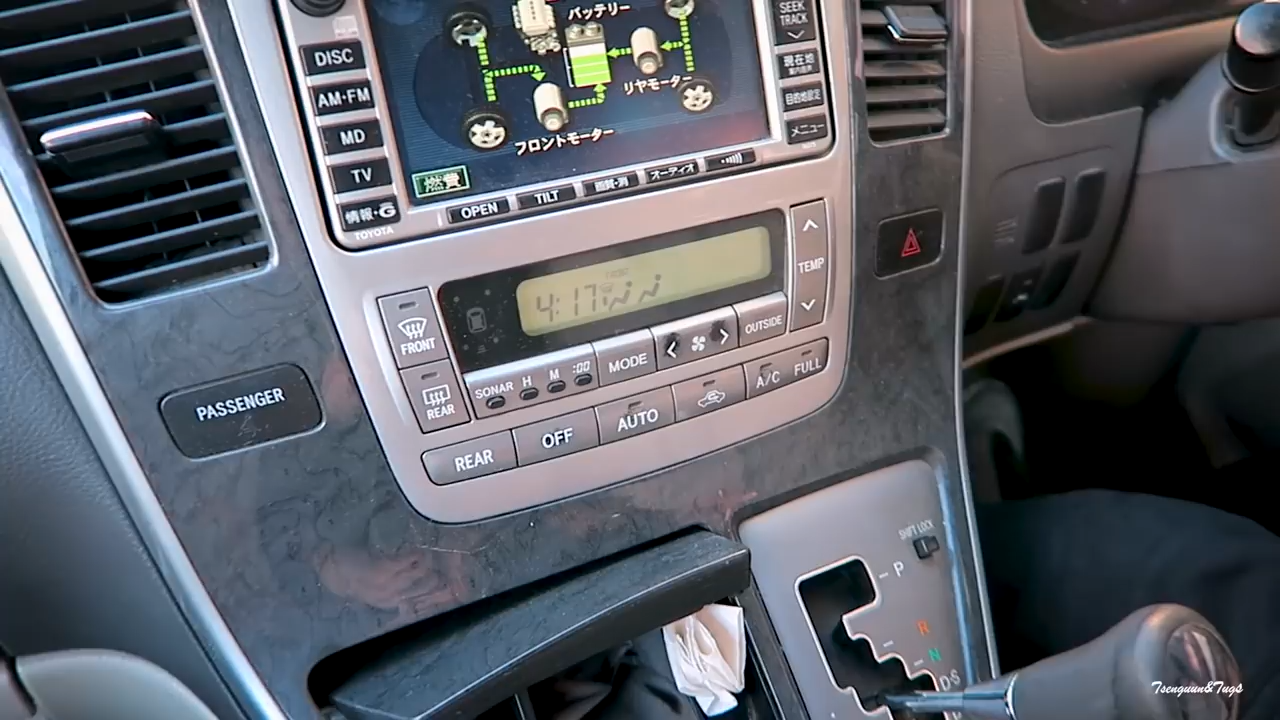 バッテリー
リヤモーター
フロントモーター
燃費
DISC
AM・FM
MD
TV
情報・G
TOYOTA
OPEN
TILT
画質・消
オーディオ
SEEK
TRACK
現在地
目的地設定
メニュー
4:17
TEMP
FRONT
REAR
SONAR
H
M
:00
MODE
OUTSIDE
REAR
OFF
AUTO
A/C
FULL
PASSENGER
SHIFT LOCK
P
R
N
D-S
Tsenguun&Tugs